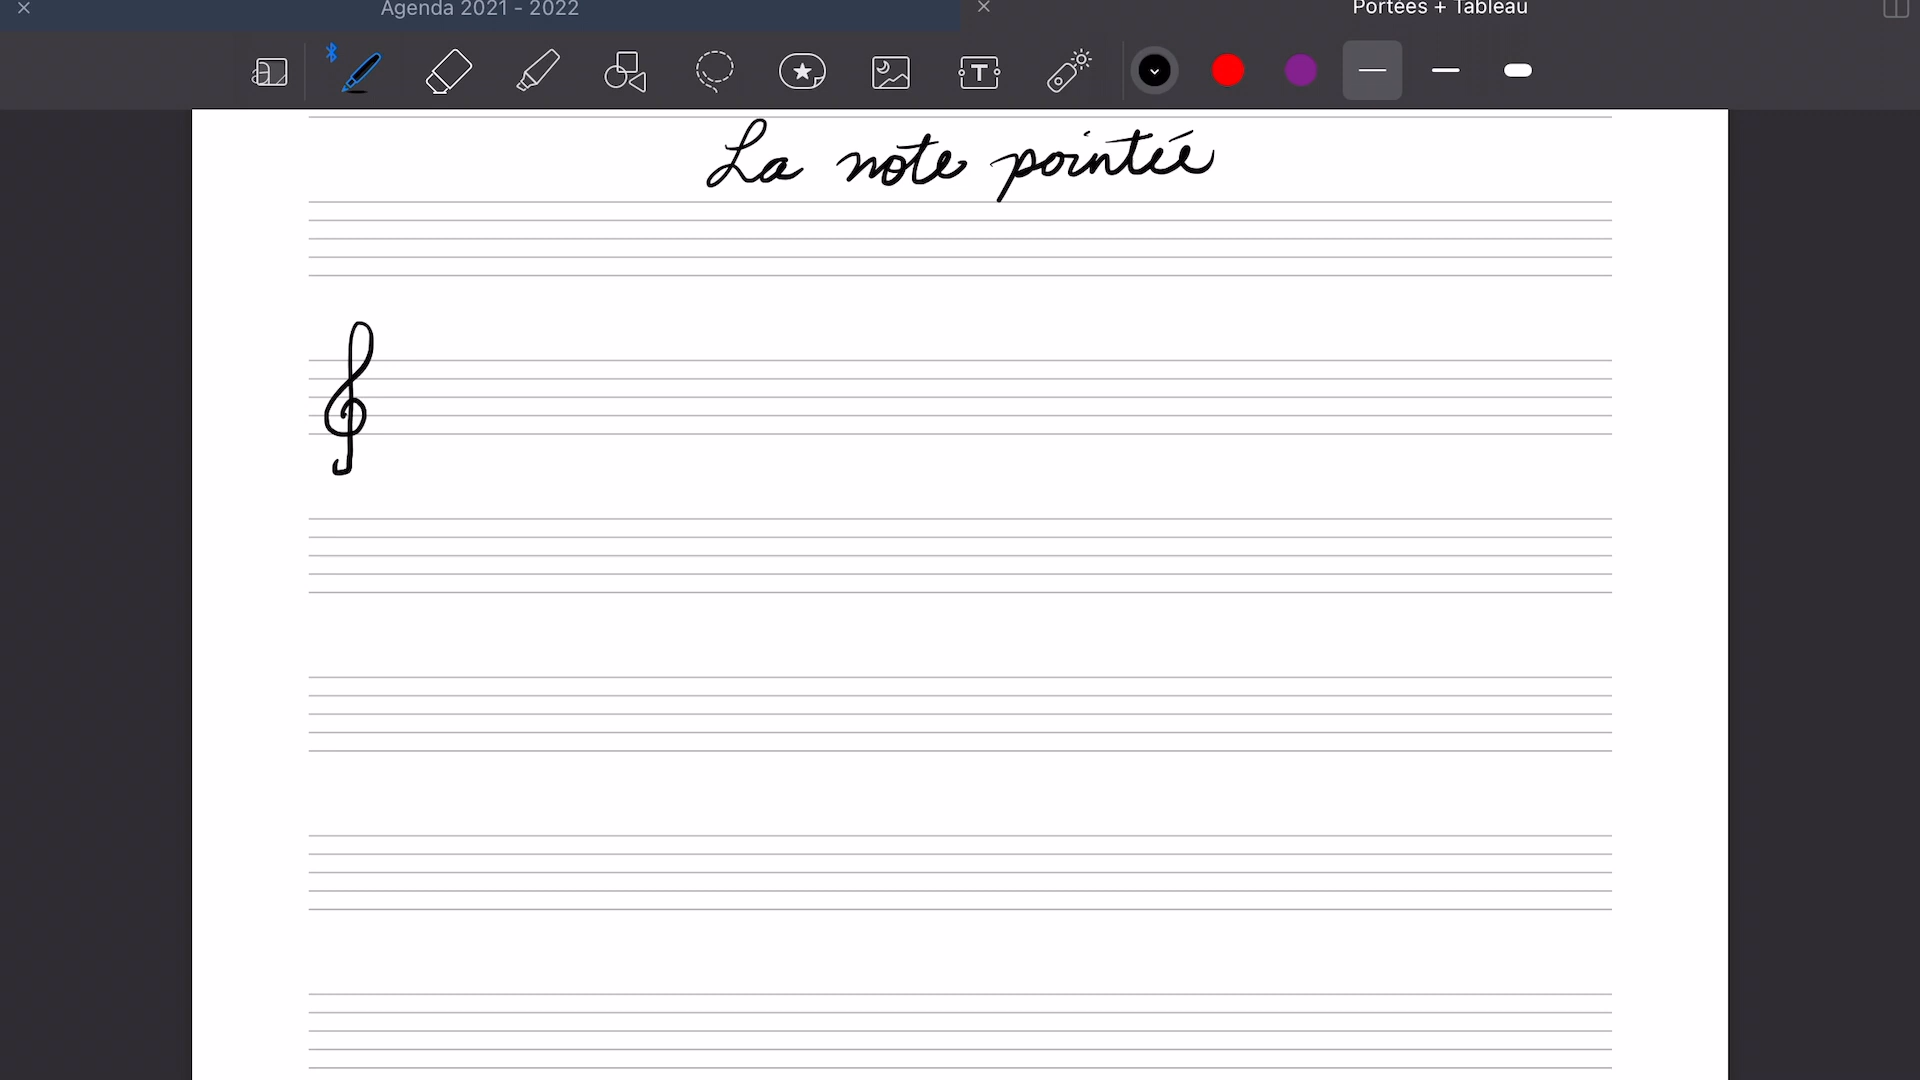 Agenda 2021 - 2022
Portées + Tableau
La note pointée